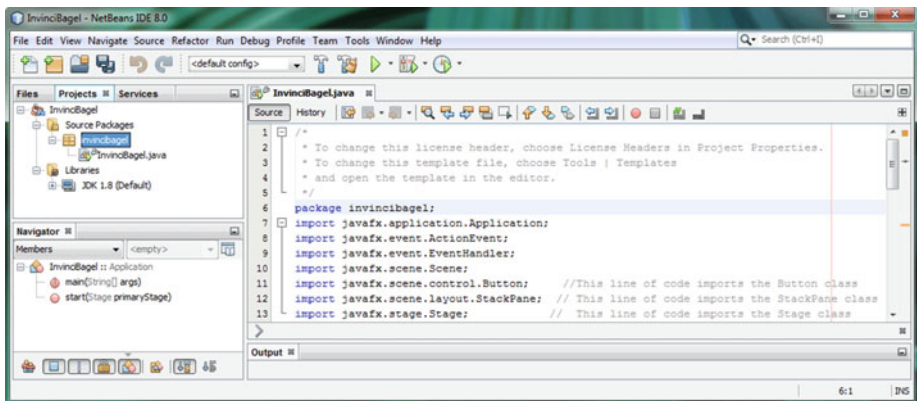 InvinciBagel - NetBeans IDE 8.0
File Edit View Navigate Source Refactor Run Debug Profile Team Tools Window Help
Search (Ctrl+I)
<default config>
Files Projects Services
InvinciBagel.java
InvinciBagel
Source Packages
invincibagel
InvinciBagel.java
Libraries
JDK 1.8 (Default)
Source History
1 /*
2 * To change this license header, choose License Headers in Project Properties.
3 * To change this template file, choose Tools | Templates
4 * and open the template in the editor.
5 */
6 package invincibagel;
7 import javafx.application.Application;
8 import javafx.event.ActionEvent;
9 import javafx.event.EventHandler;
10 import javafx.scene.Scene;
11 import javafx.scene.control.Button; //This line of code imports the Button class
12 import javafx.scene.layout.StackPane; // This line of code imports the StackPane class
13 import javafx.stage.Stage; // This line of code imports the Stage class
Navigator
Members <empty>
InvinciBagel :: Application
main(String[] args)
start(Stage primaryStage)
Output
6:1 INS